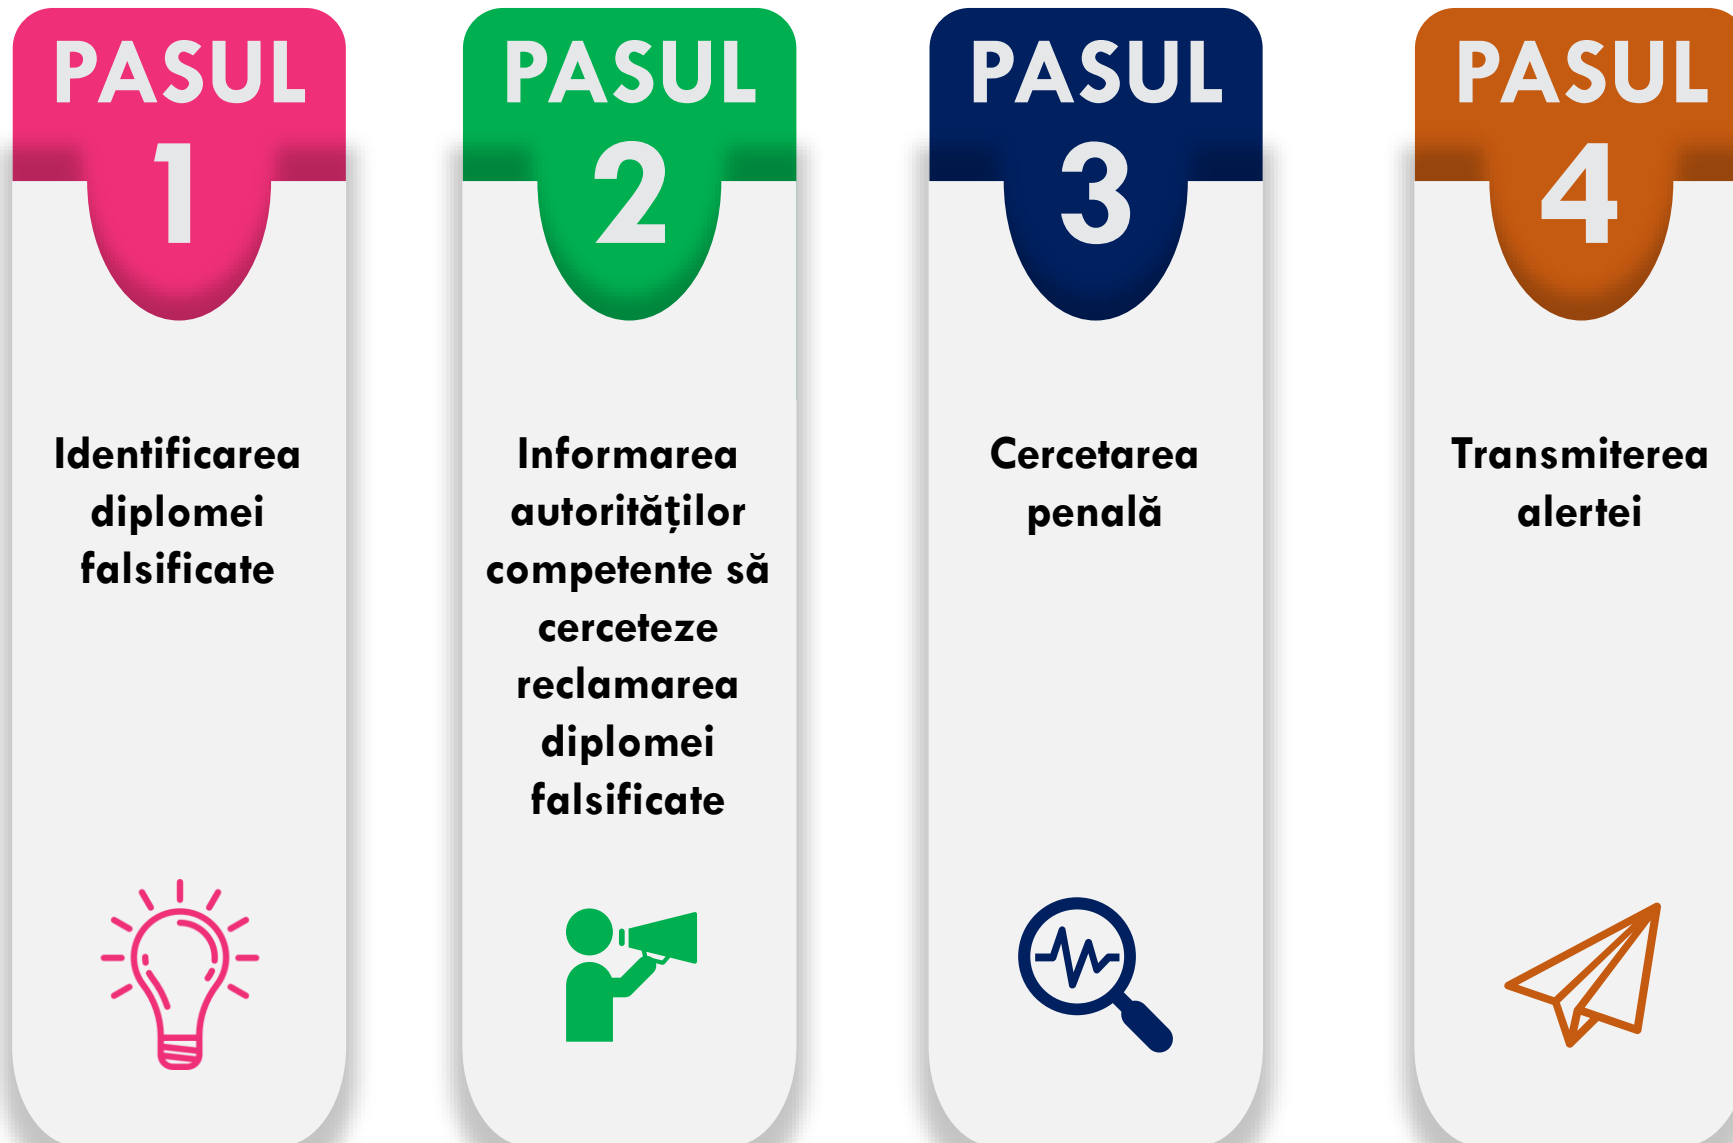 PASUL
1
Identificarea
diplomei
falsificate
PASUL
2
Informarea
autorităților
competente să
cerceteze
reclamarea
diplomei
falsificate
PASUL
3
Cercetarea
penală
PASUL
4
Transmiterea
alertei